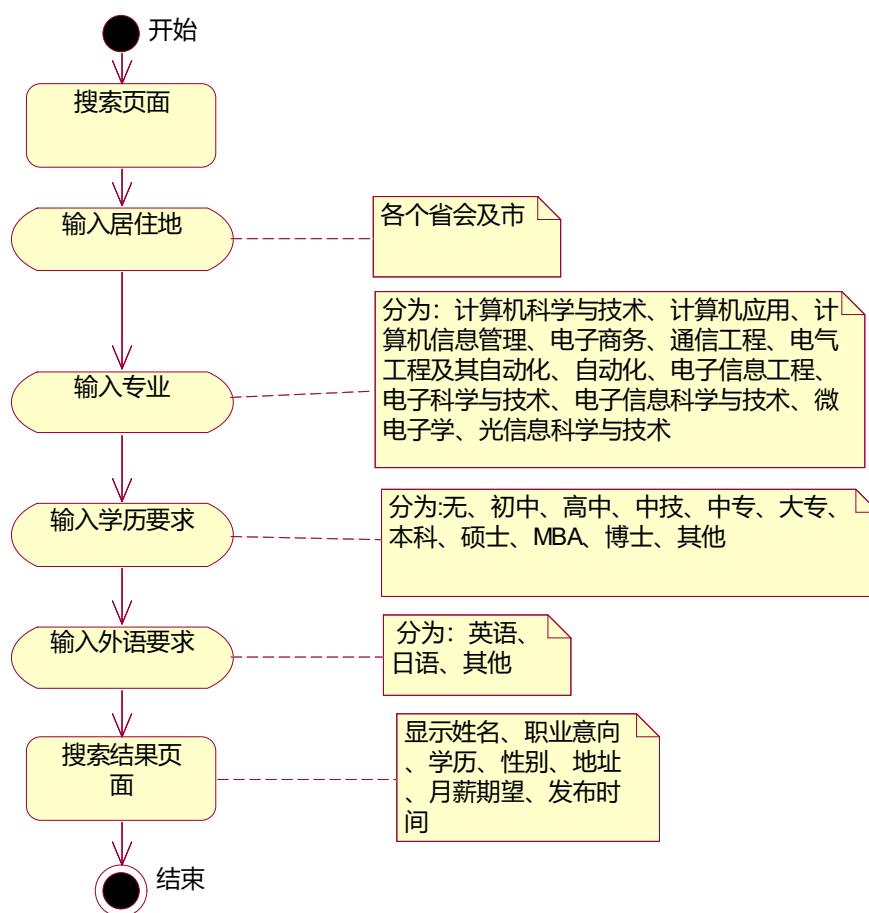 开始
搜索页面
输入居住地
各个省会及市
分为：计算机科学与技术、计算机应用、计
算机信息管理、电子商务、通信工程、电气
工程及其自动化、自动化、电子信息工程、
电子科学与技术、电子信息科学与技术、微
电子学、光信息科学与技术
输入专业
输入学历要求
分为:无、初中、高中、中技、中专、大专、
本科、硕士、MBA、博士、其他
输入外语要求
分为：英语、
日语、其他
搜索结果页
面
显示姓名、职业意向
、学历、性别、地址
、月薪期望、发布时
间
结束